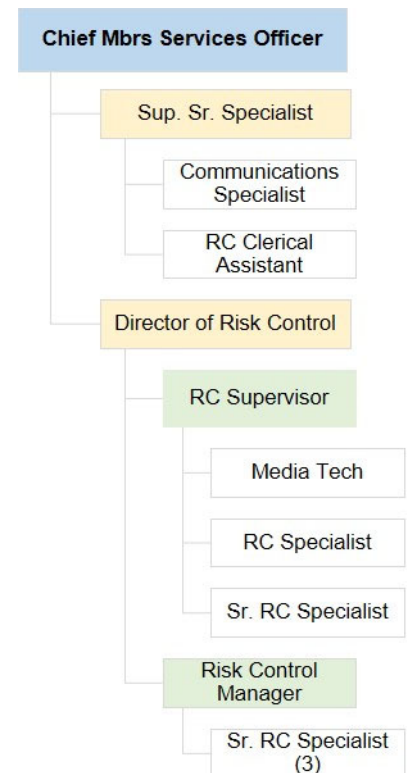 Chief Mbrs Services Officer
Sup. Sr. Specialist
Communications
Specialist
RC Clerical
Assistant
Director of Risk Control
RC Supervisor
Media Tech
RC Specialist
Sr. RC Specialist
Risk Control
Manager
Sr. RC Specialist
(3)